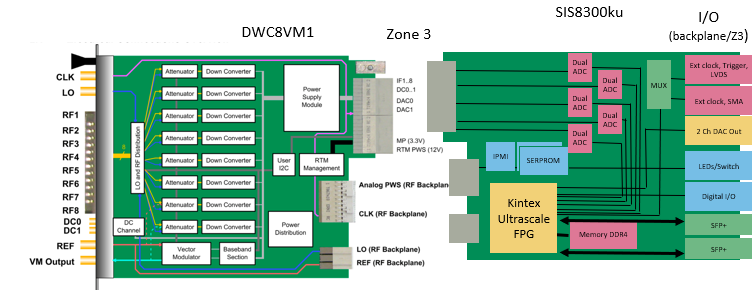 DWC8VM1
Zone 3
SIS8300ku
I/O
(backplane/Z3)
CLK
LO
RF1
RF2
RF3
RF4
RF5
RF6
RF7
RF8
DC0
DC1
REF
VM Output
LO and RF Distribution
DC
Channel
Attenuator
Down Converter
Attenuator
Down Converter
Attenuator
Down Converter
Attenuator
Down Converter
Attenuator
Down Converter
Attenuator
Down Converter
Attenuator
Down Converter
Attenuator
Down Converter
Vector
Modulator
Baseband
Section
Power
Supply
Module
User
I2C
RTM
Management
Power
Distribution
IF1..8
DC0..1
DAC0
DAC1
MP (3.3V)
RTM PWS (12V)
Analog PWS (RF Backplane
CLK (RF Backplane)
LO (RF Backplane)
REF (RF Backplane)
Dual
ADC
Dual
ADC
Dual
ADC
Dual
ADC
Dual
ADC
MUX
IPMI
SERPROM
Kintex
Ultrascale
FPG
Memory DDR4
Ext clock, Trigger,
LVDS
Ext clock, SMA
2 Ch DAC Out
LEDs/Switch
Digital I/O
SFP+
SFP+